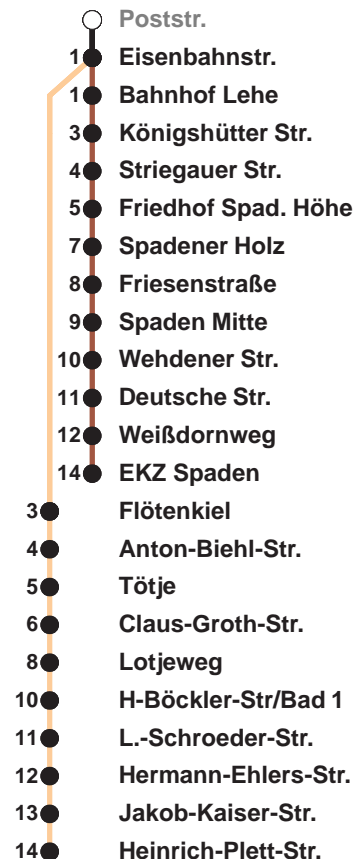 Poststr.
1 Eisenbahnstr.
1 Bahnhof Lehe
3 Königshütter Str.
4 Striegauer Str.
5 Friedhof Spad. Höhe
7 Spadener Holz
8 Friesenstraße
9 Spaden Mitte
10 Wehdener Str.
11 Deutsche Str.
12 Weißdornweg
14 EKZ Spaden
3 Flötenkiel
4 Anton-Biehl-Str.
5 Tötje
6 Claus-Groth-Str.
8 Lotjeweg
10 H-Böckler-Str/Bad 1
11 L.-Schroeder-Str.
12 Hermann-Ehlers-Str.
13 Jakob-Kaiser-Str.
14 Heinrich-Plett-Str.